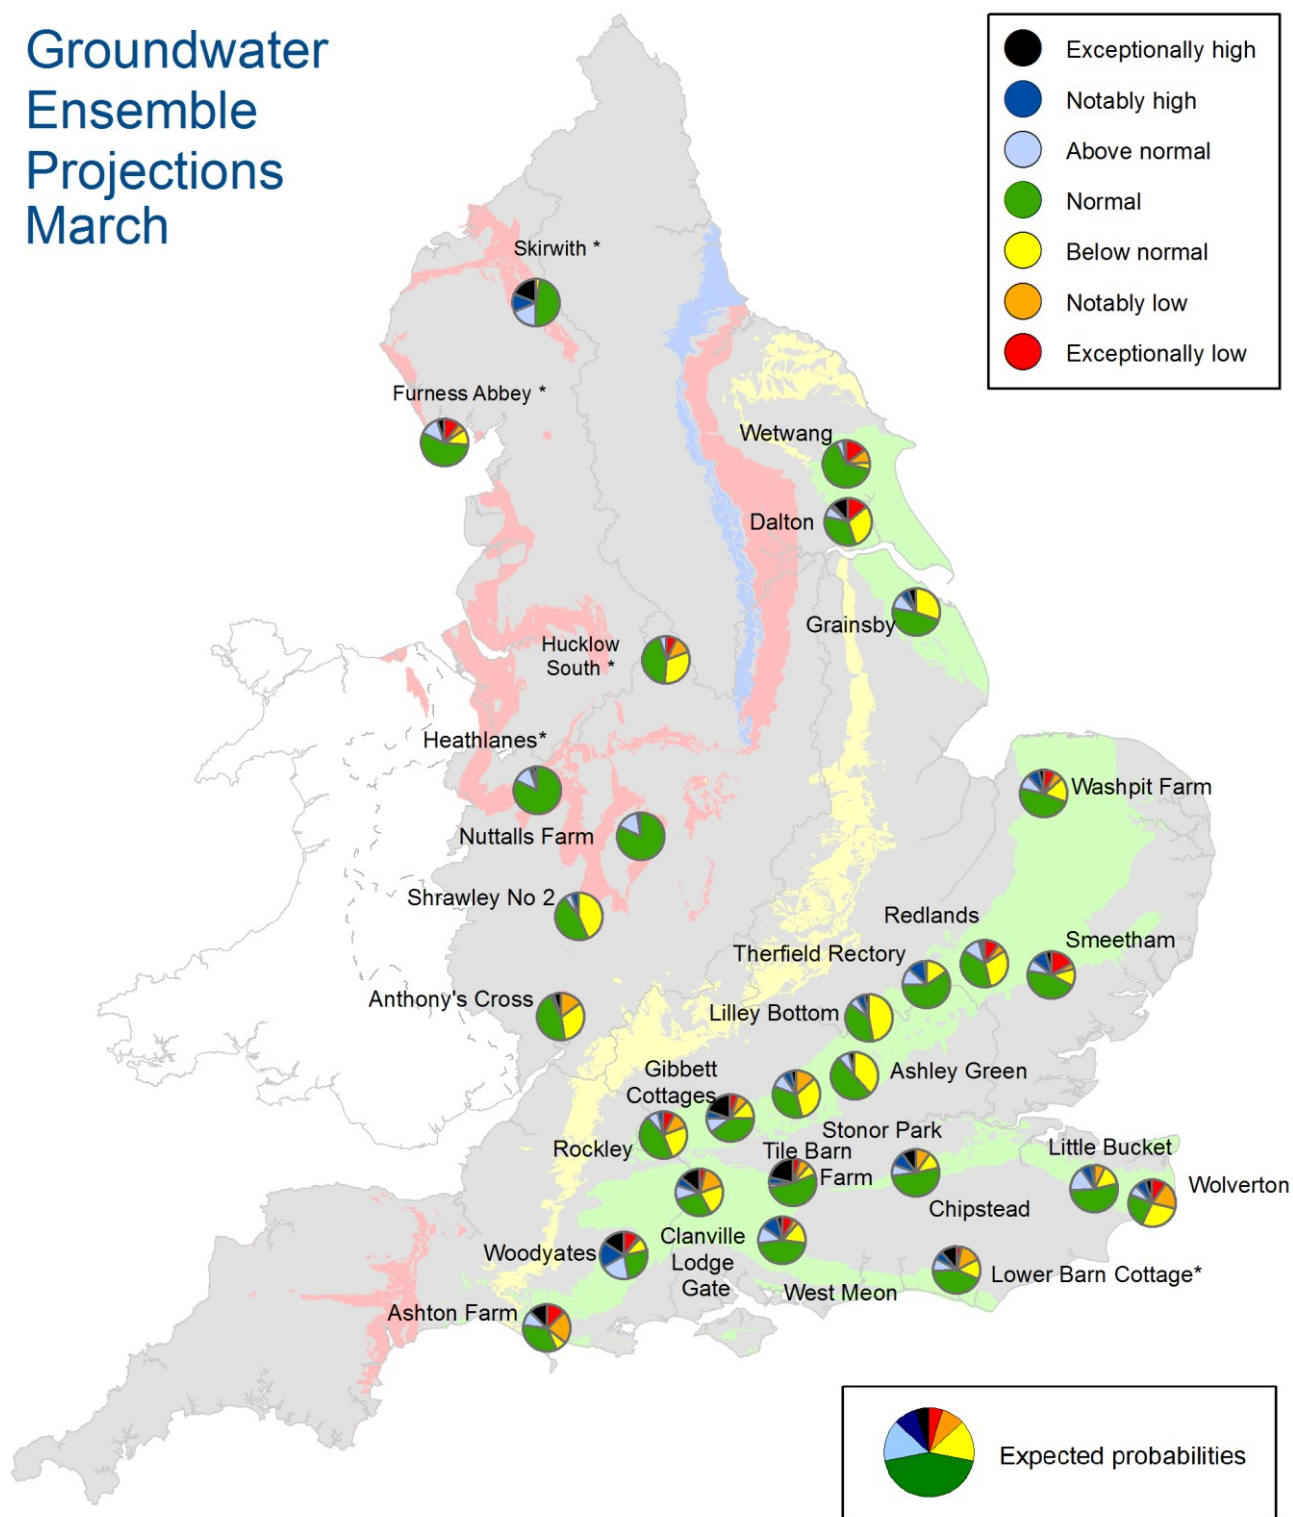 Groundwater
Ensemble
Projections
March
Exceptionally high
Notably high
Above normal
Normal
Below normal
Notably low
Exceptionally low
Skirwith *
Furness Abbey *
Wetwang
Dalton
Grainsby
Hucklow
South *
Heathlanes*
Washpit Farm
Nuttalls Farm
Shrawley No 2
Redlands
Smeetham
Therfield Rectory
Anthony's Cross
Lilley Bottom
Gibbett
Cottages
Ashley Green
Rockley
Stonor Park
Tile Barn
Farm
Little Bucket
Wolverton
Chipstead
Clanville
Lodge
Gate
Woodyates
West Meon
Lower Barn Cottage*
Ashton Farm
Expected probabilities